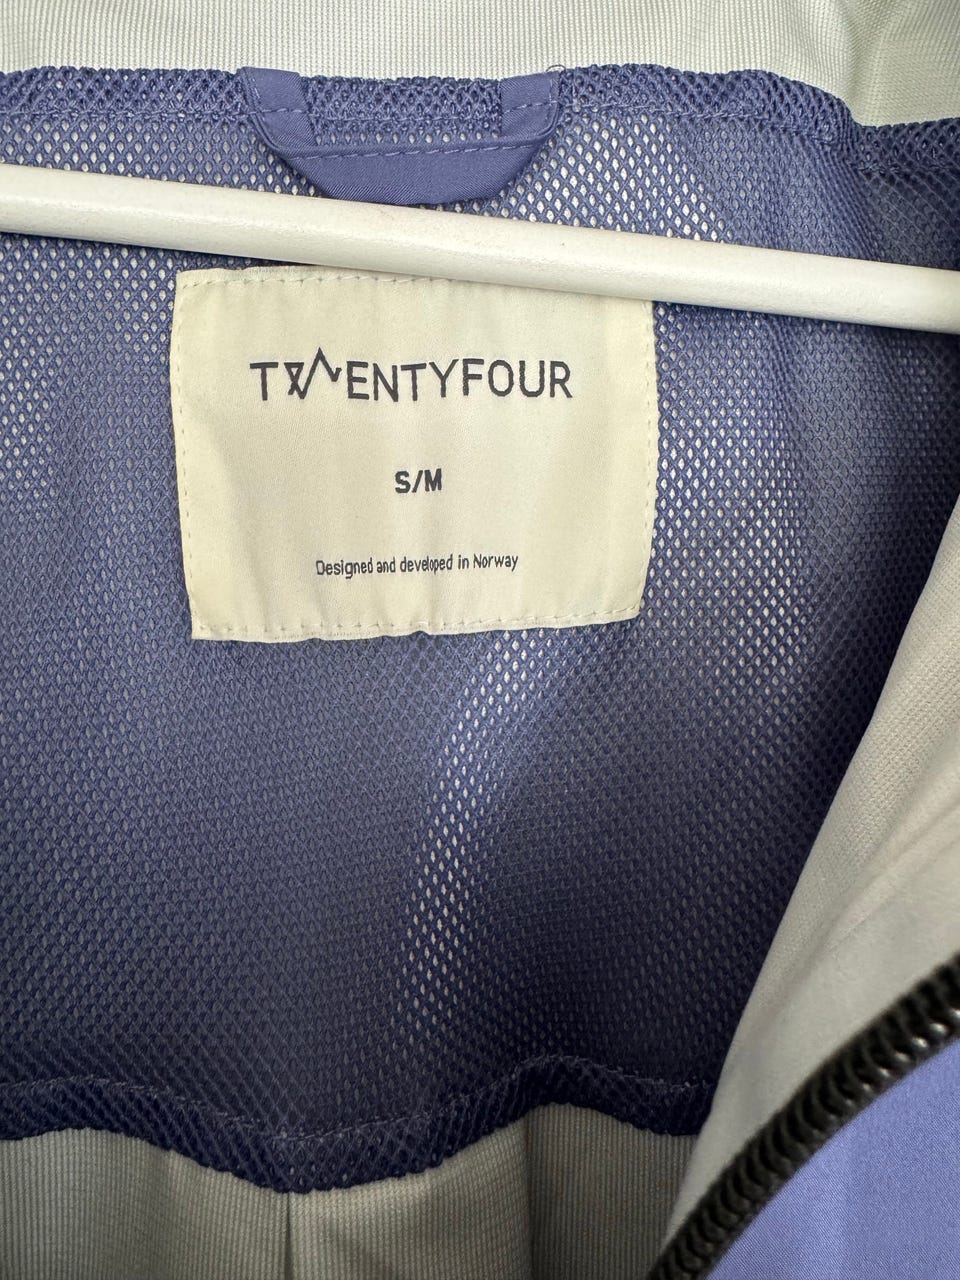 TWENTYFOUR
S/M
Designed and developed in Norway